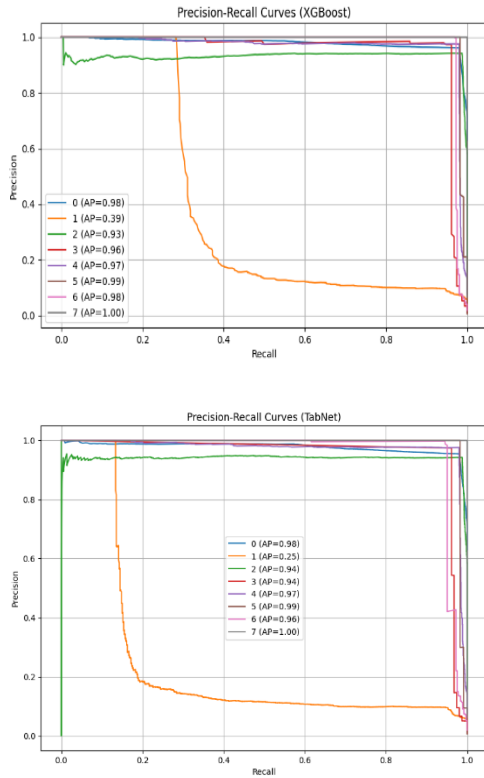 Precision-Recall Curves (XGBoost)
1.0
0.8
0.6
0.4
0.2
0.0
Precision
0 (AP=0.98)
1 (AP=0.39)
2 (AP=0.93)
3 (AP=0.96)
4 (AP=0.97)
5 (AP=0.99)
6 (AP=0.98)
7 (AP=1.00)
0.0 0.2 0.4 0.6 0.8 1.0
Recall
Precision-Recall Curves (TabNet)
1.0
0.8
0.6
0.4
0.2
0.0
Precision
0 (AP=0.98)
1 (AP=0.25)
2 (AP=0.94)
3 (AP=0.94)
4 (AP=0.97)
5 (AP=0.99)
6 (AP=0.96)
7 (AP=1.00)
0.0 0.2 0.4 0.6 0.8 1.0
Recall